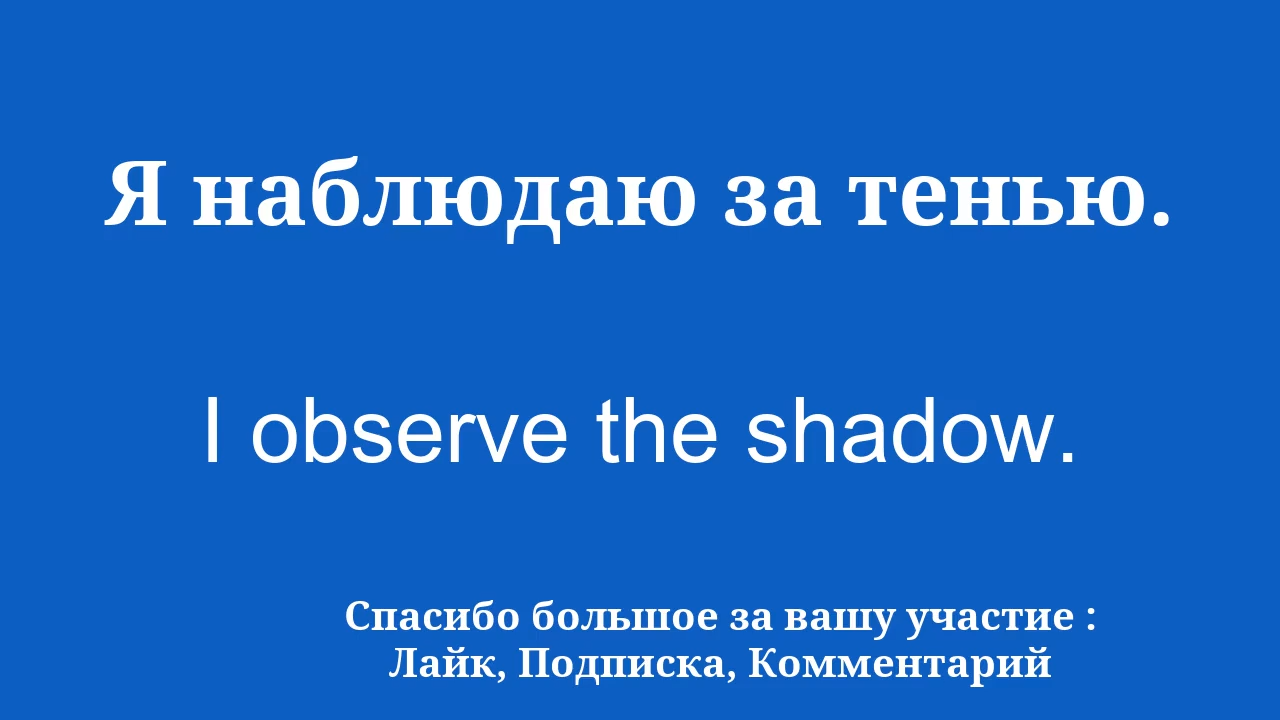 Я наблюдаю за тенью.
I observe the shadow.
Спасибо большое за вашу участие :
Лайк, Подписка, Комментарий